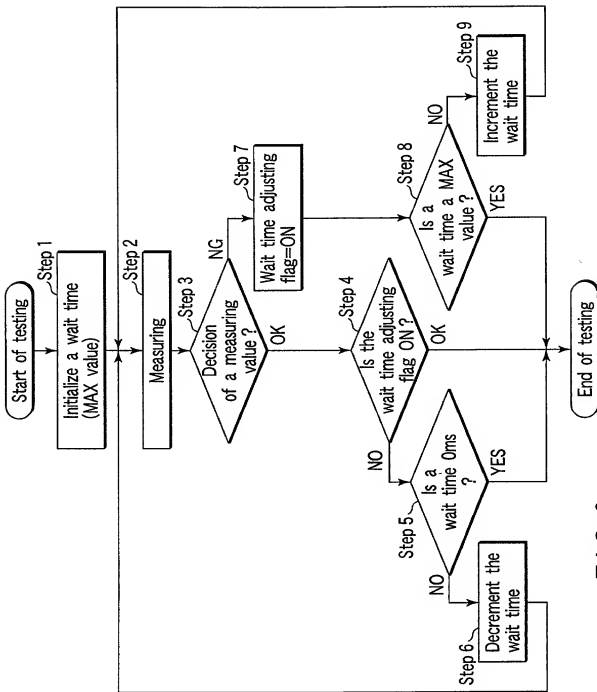 Start of testing
Step 1
Initialize a wait time
(MAX value)
Step 2
Measuring
Step 3
Decision
of a measuring
value?
NG
OK
Step 7
Wait time adjusting
flag=ON
Step 4
Is the
wait time adjusting
flag ON?
NO
OK
Step 8
Is a
wait time a MAX
value?
NO
YES
Step 5
Is a
wait time 0ms
?
NO
YES
Step 9
Increment the
wait time
Step 6
Decrement the
wait time
End of testing